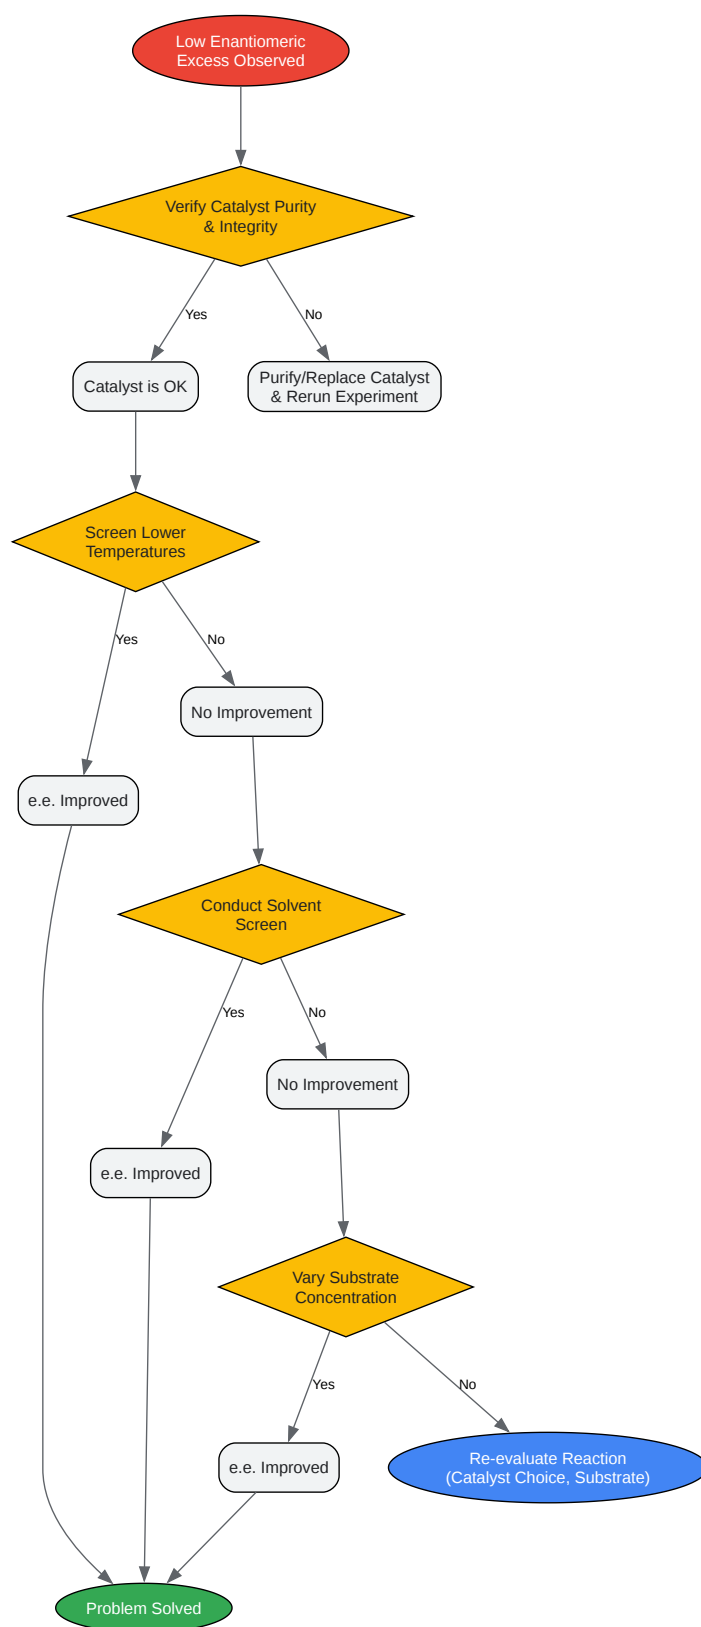 Low Enantiomeric
Excess Observed
Verify Catalyst Purity
& Integrity
Yes
No
Catalyst is OK
Purify/Replace Catalyst
& Rerun Experiment
Screen Lower
Temperatures
Yes
No
No Improvement
e.e. Improved
Conduct Solvent
Screen
Yes
No
No Improvement
e.e. Improved
Vary Substrate
Concentration
Yes
No
e.e. Improved
Re-evaluate Reaction
(Catalyst Choice, Substrate)
Problem Solved